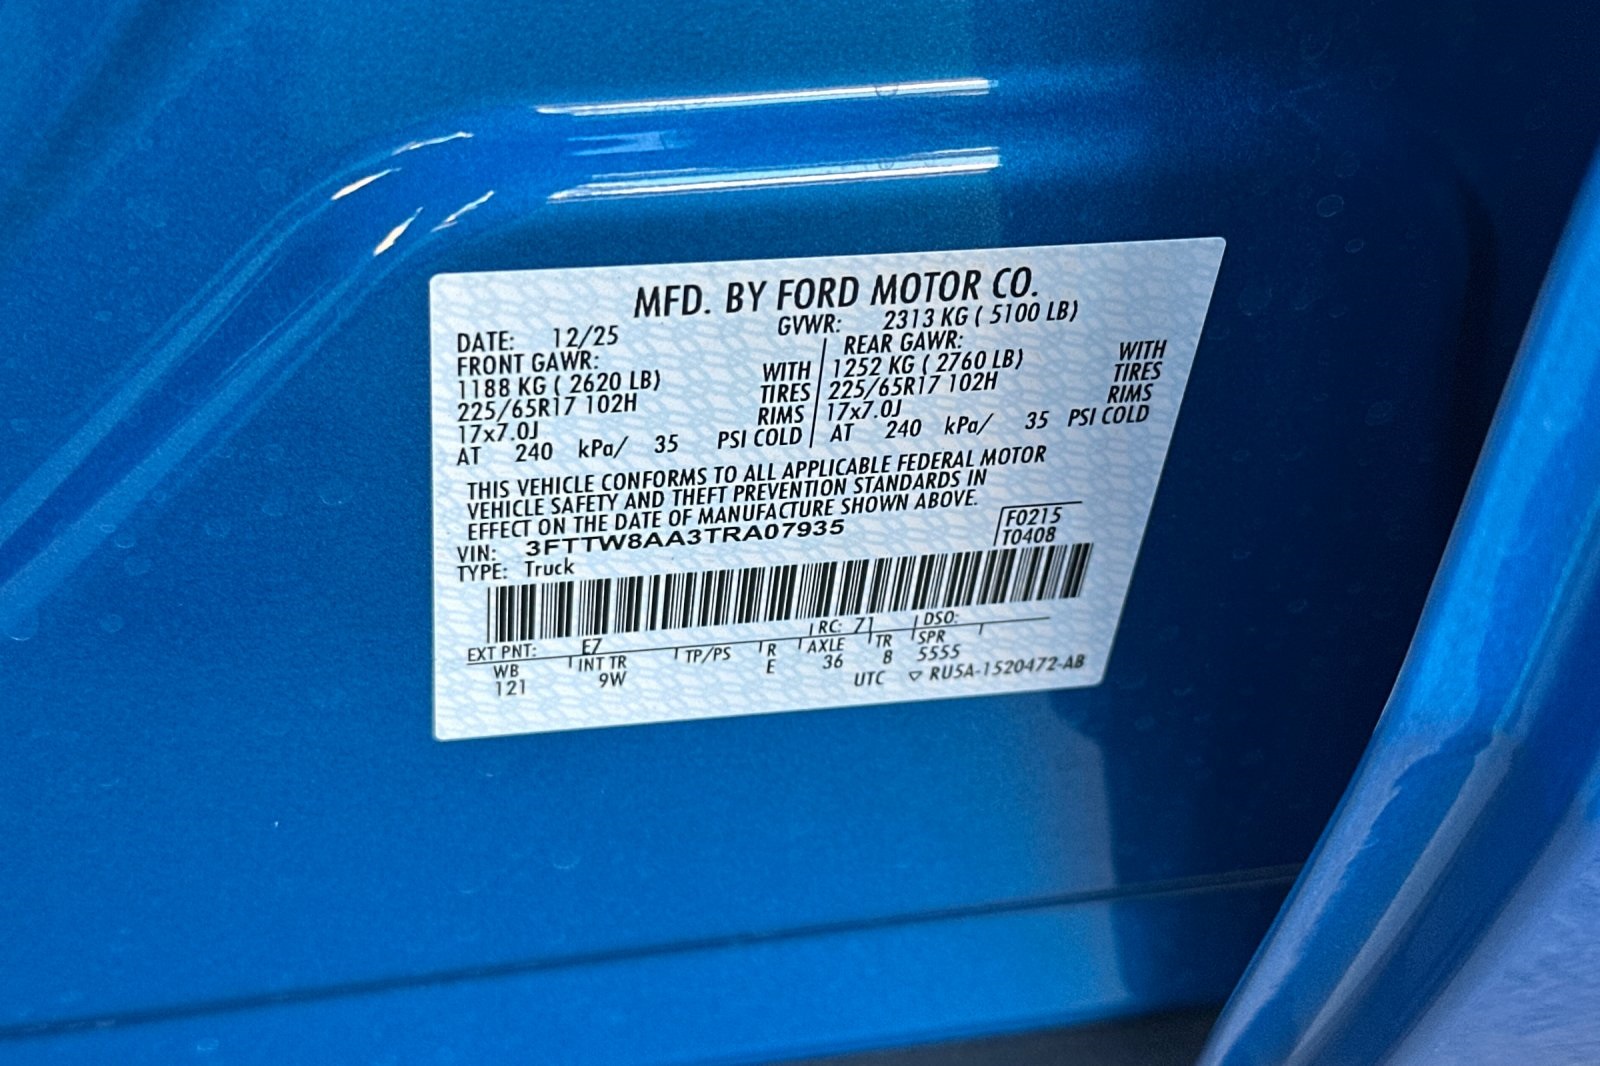 MFD. BY FORD MOTOR CO.
DATE: 12/25 GVWR: 2313 KG ( 5100 LB)
FRONT GAWR: REAR GAWR:
1188 KG ( 2620 LB) WITH 1252 KG ( 2760 LB) WITH
225/65R17 102H TIRES 225/65R17 102H TIRES
17x7.0J RIMS 17x7.0J RIMS
AT 240 kPa/ 35 PSI COLD AT 240 kPa/ 35 PSI COLD
THIS VEHICLE CONFORMS TO ALL APPLICABLE FEDERAL MOTOR
VEHICLE SAFETY AND THEFT PREVENTION STANDARDS IN
EFFECT ON THE DATE OF MANUFACTURE SHOWN ABOVE.
VIN: 3FTTW8AA3TRA07935 F0215
TYPE: Truck T0408
EXT PNT: E7 RC: 71 DSO:
WB INT TR TP/PS R AXLE TR SPR
121 9W E 36 8 5555
UTC ▽ RU5A-1520472-AB